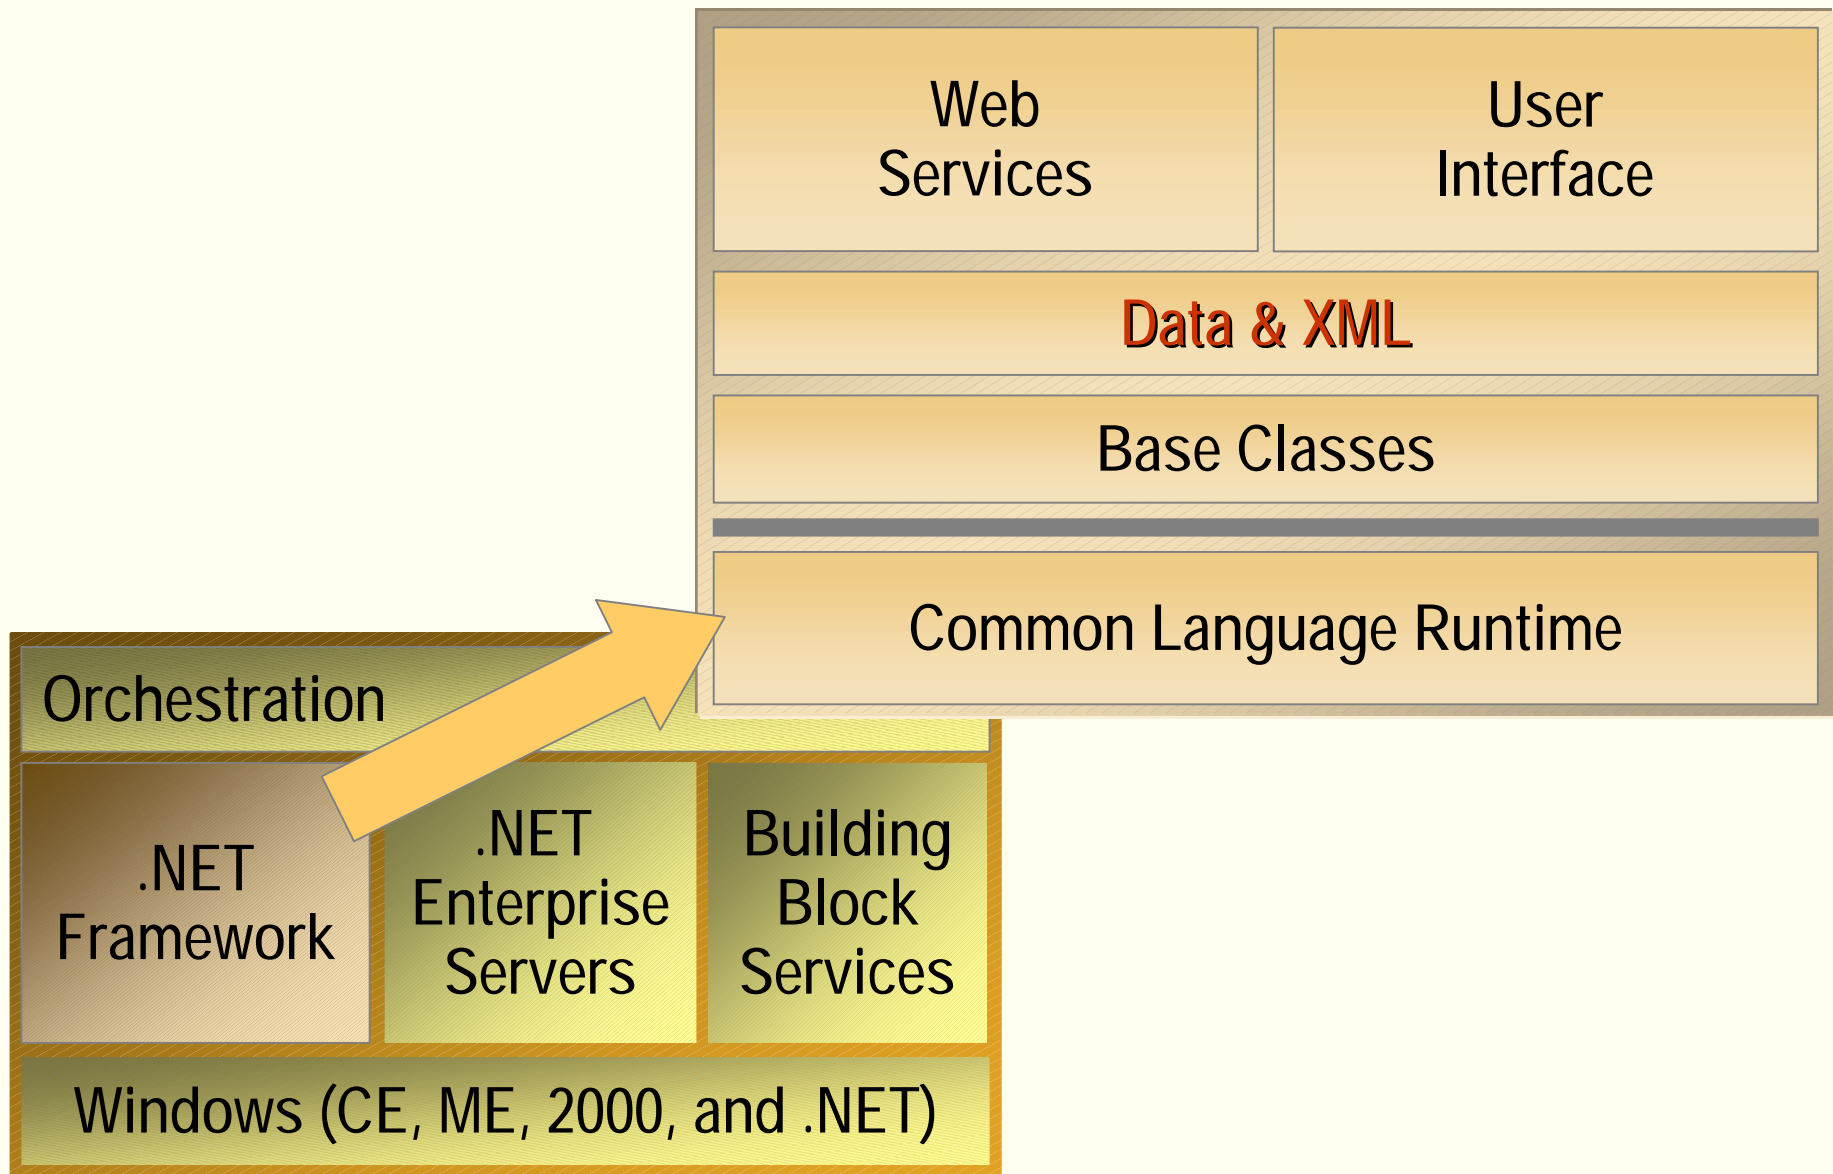 Web
Services
User
Interface
Data & XML
Base Classes
Common Language Runtime
Orchestration
.NET
Framework
.NET
Enterprise
Servers
Building
Block
Services
Windows (CE, ME, 2000, and .NET)